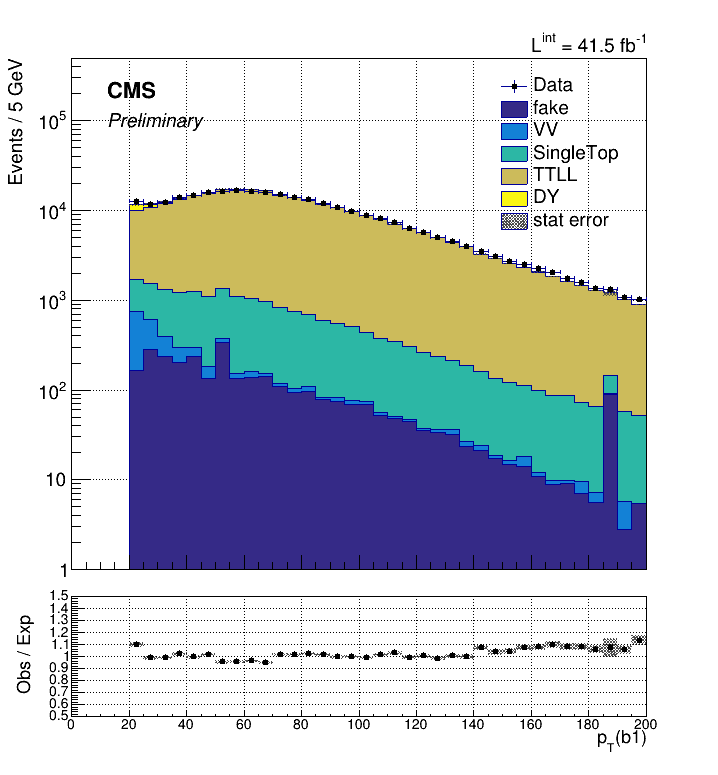 L^int = 41.5 fb^-1
Events / 5 GeV
CMS
Preliminary
Data
fake
VV
SingleTop
TTLL
DY
stat error
10^5
10^4
10^3
10^2
10
1
Obs / Exp
1.5
1.4
1.3
1.2
1.1
1
0.9
0.8
0.7
0.6
0.5
0 20 40 60 80 100 120 140 160 180 200
p_T(b1)